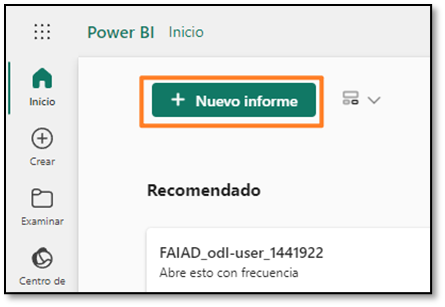 Power BI Inicio
+ Nuevo informe
Inicio
Crear
Examinar
Centro de
Recomendado
FAIAD_odl-user_1441922
Abre esto con frecuencia